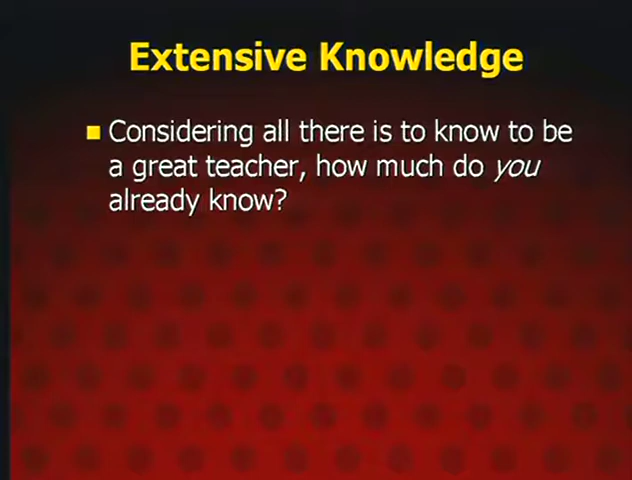 Extensive Knowledge
Considering all there is to know to be
a great teacher, how much do you
already know?